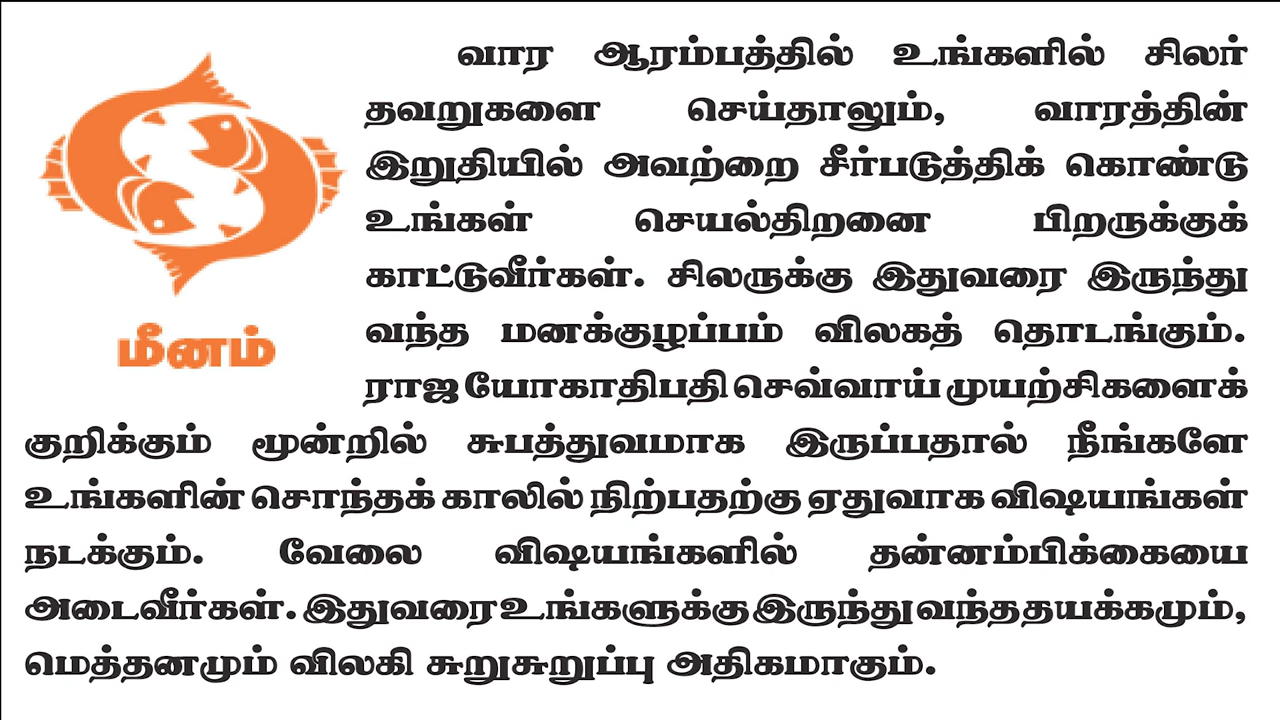 வார ஆரம்பத்தில் உங்களில் சிலர்
தவறுகளை செய்தாலும், வாரத்தின்
இறுதியில் அவற்றை சீர்படுத்திக் கொண்டு
உங்கள் செயல்திறனை பிறருக்குக்
காட்டுவீர்கள். சிலருக்கு இதுவரை இருந்து
வந்த மனக்குழப்பம் விலகத் தொடங்கும்.
ராஜ யோகாதிபதி செவ்வாய் முயற்சிகளைக்
குறிக்கும் மூன்றில் சுபத்துவமாக இருப்பதால் நீங்களே
உங்களின் சொந்தக் காலில் நிற்பதற்கு ஏதுவாக விஷயங்கள்
நடக்கும். வேலை விஷயங்களில் தன்னம்பிக்கையை
அடைவீர்கள். இதுவரை உங்களுக்கு இருந்து வந்த தயக்கமும்,
மெத்தனமும் விலகி சுறுசுறுப்பு அதிகமாகும்.
மீனம்